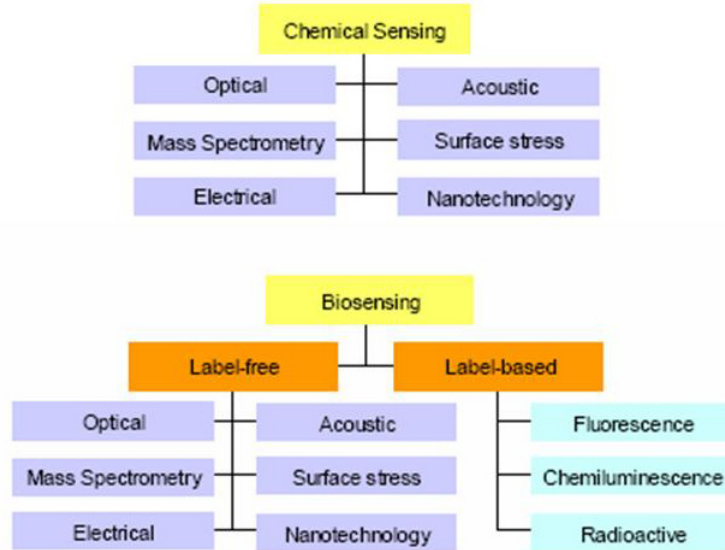 Chemical Sensing
Optical
Acoustic
Mass Spectrometry
Surface stress
Electrical
Nanotechnology
Biosensing
Label-free
Label-based
Optical
Acoustic
Fluorescence
Mass Spectrometry
Surface stress
Chemiluminescence
Electrical
Nanotechnology
Radioactive